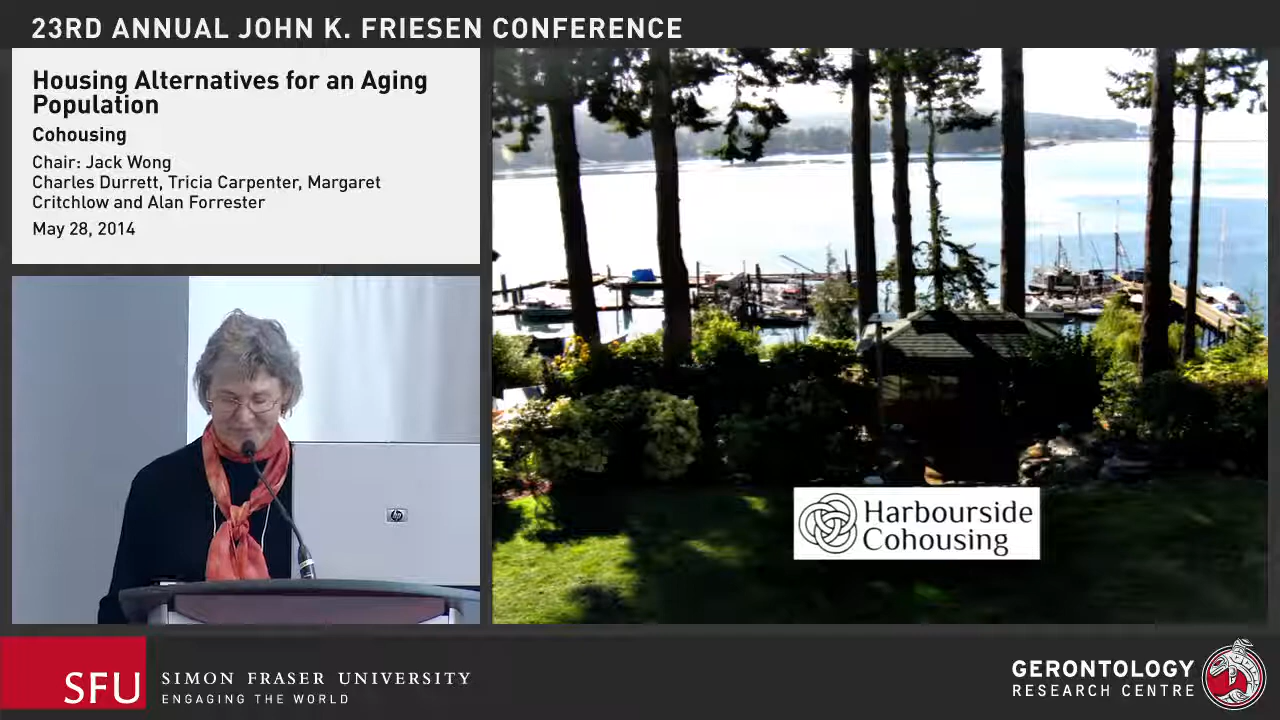 23RD ANNUAL JOHN K. FRIESEN CONFERENCE
Housing Alternatives for an Aging
Population
Cohousing
Chair: Jack Wong
Charles Durrett, Tricia Carpenter, Margaret
Critchlow and Alan Forrester
May 28, 2014
hp
Harbourside
Cohousing
SFU
SIMON FRASER UNIVERSITY
ENGAGING THE WORLD
GERONTOLOGY
RESEARCH CENTRE